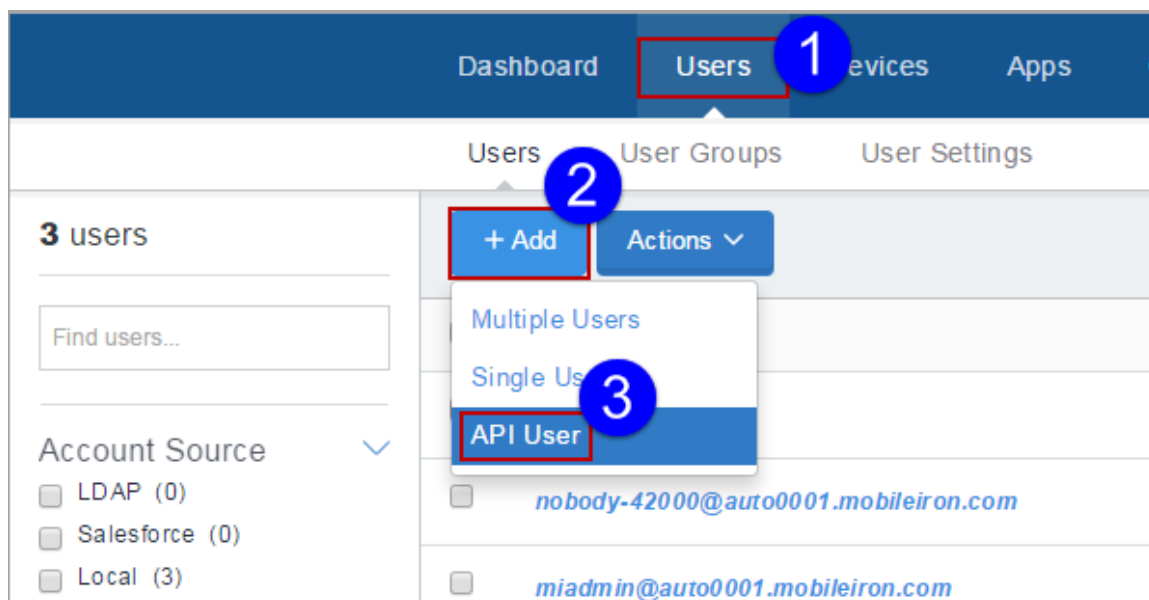 Dashboard Users 1 evices Apps
Users User Groups User Settings
2
3 users
+ Add Actions
Find users...
Multiple Users
Single Us
3
API User
Account Source
LDAP (0)
Salesforce (0)
Local (3)
nobody-42000@auto0001.mobileiron.com
miadmin@auto0001.mobileiron.com